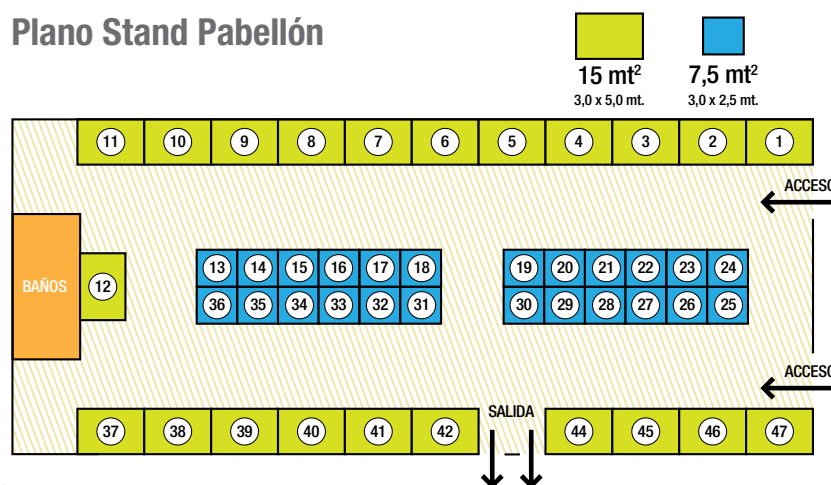 Plano Stand Pabellón
15 mt²
7,5 mt²
3,0 x 5,0 mt.
3,0 x 2,5 mt.
11 10 9 8 7 6 5 4 3 2 1
ACCESO
BAÑOS
12
13 14 15 16 17 18 19 20 21 22 23 24
36 35 34 33 32 31 30 29 28 27 26 25
ACCESO
SALIDA
37 38 39 40 41 42 44 45 46 47